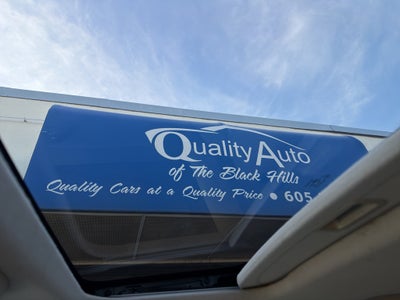 Quality Auto
of The Black Hills
Quality Cars at a Quality Price • 605